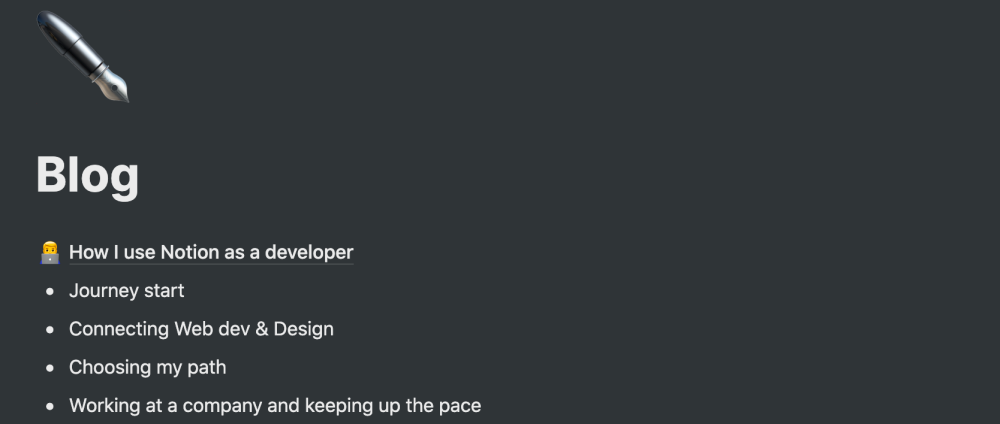 Blog
How I use Notion as a developer
Journey start
Connecting Web dev & Design
Choosing my path
Working at a company and keeping up the pace